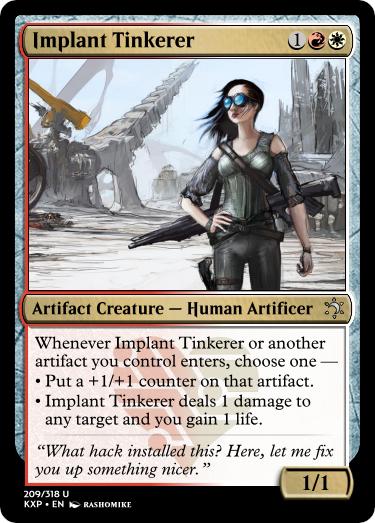 Implant Tinkerer 1
Artifact Creature — Human Artificer
Whenever Implant Tinkerer or another
artifact you control enters, choose one —
• Put a +1/+1 counter on that artifact.
• Implant Tinkerer deals 1 damage to
any target and you gain 1 life.
“What hack installed this? Here, let me fix
you up something nicer.”
1/1
209/318 U
KXP • EN RASHOMIKE